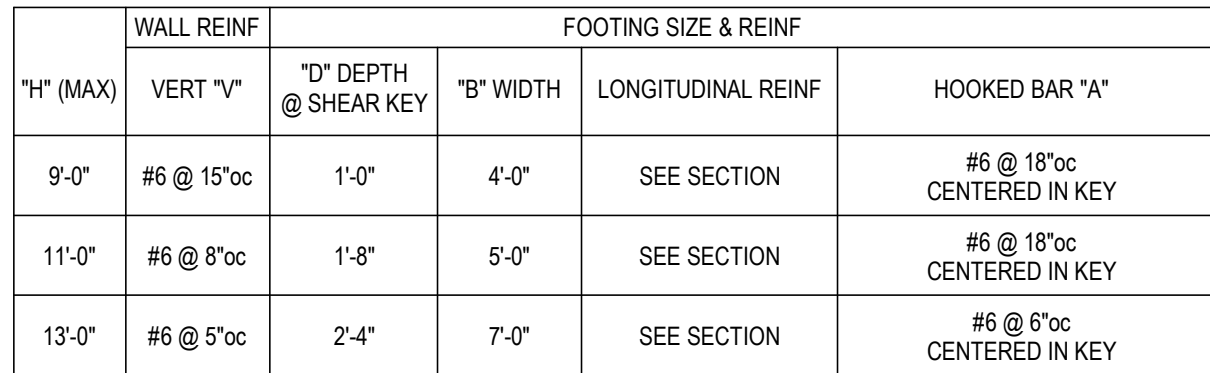 WALL REINF
FOOTING SIZE & REINF
"H" (MAX)
VERT "V"
"D" DEPTH
@ SHEAR KEY
"B" WIDTH
LONGITUDINAL REINF
HOOKED BAR "A"
9'-0"
#6 @ 15"oc
1'-0"
4'-0"
SEE SECTION
#6 @ 18"oc
CENTERED IN KEY
11'-0"
#6 @ 8"oc
1'-8"
5'-0"
SEE SECTION
#6 @ 18"oc
CENTERED IN KEY
13'-0"
#6 @ 5"oc
2'-4"
7'-0"
SEE SECTION
#6 @ 6"oc
CENTERED IN KEY